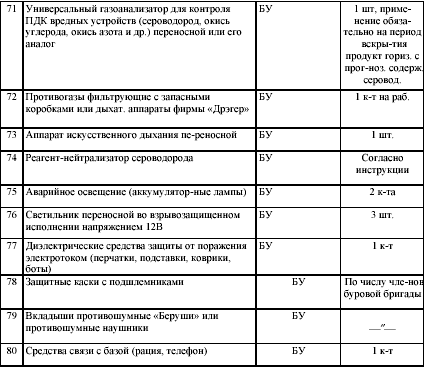 71 Универсальный газоанализатор для контроля БУ 1 шт, приме-
ПДК вредных устройств (сероводород, окись нение обяза-
углерода, окись азота и др.) переносной или его тельно на период
аналог вскры-тия
продукт гориз. с
прог-ноз. содерж.
серовод.
72 Противогазы фильтрующие с запасными БУ 1 к-т на раб.
коробками или дыхат. аппараты фирмы «Дрэгер»
73 Аппарат искусственного дыхания пе-реносной БУ 1 шт.
74 Реагент-нейтрализатор сероводорода БУ Согласно
инструкции
75 Аварийное освещение (аккумулятор-ные лампы) БУ 2 к-та
76 Светильник переносной во взрывозащищенном БУ 3 шт.
исполнении напряжением 12В
77 Диэлектрические средства защиты от поражения БУ 1 к-т
электротоком (перчатки, подставки, коврики,
боты)
78 Защитные каски с подшлемниками БУ По числу чле-нов
буровой бригады
79 Вкладыши противошумные «Беруши» или БУ
противошумные наушники —″—
80 Средства связи с базой (рация, телефон) БУ 1 к-т